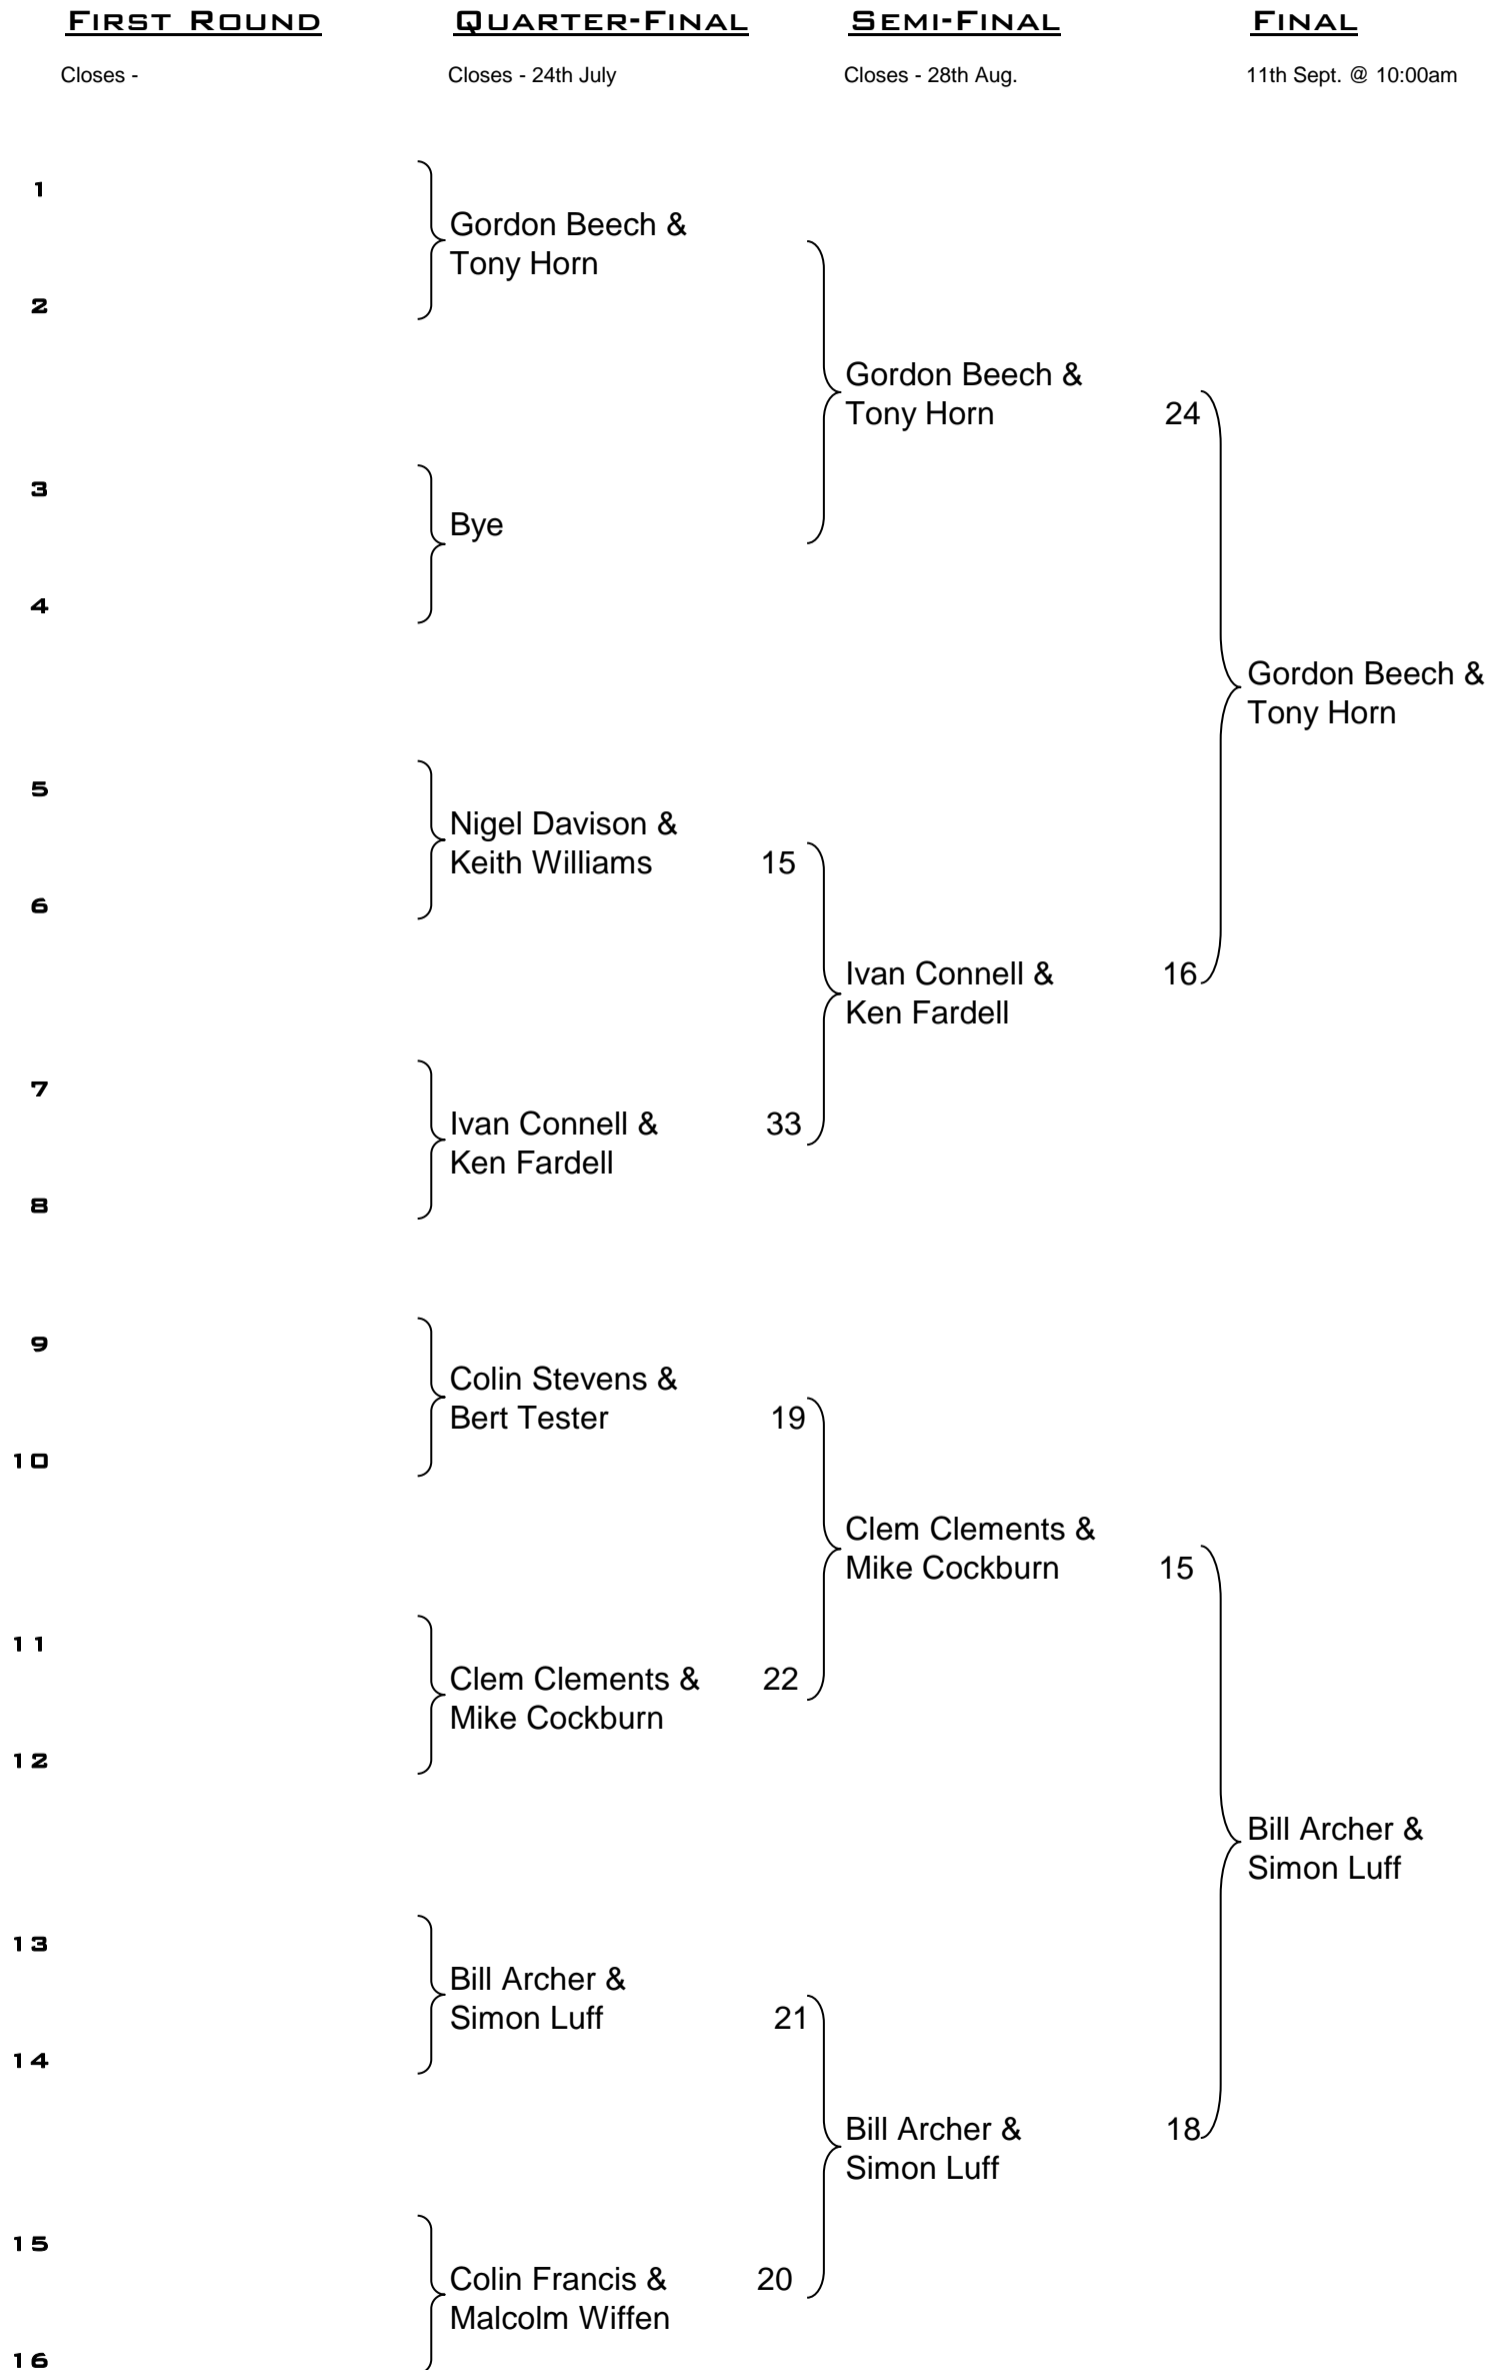 First Round Quarter-Final Semi-Final Final
Closes - Closes - 24th July Closes - 28th Aug. 11th Sept. @ 10:00am
1
Gordon Beech &
Tony Horn
2
Gordon Beech &
Tony Horn 24
3
Bye
4
Gordon Beech &
Tony Horn
5
Nigel Davison &
Keith Williams 15
6
Ivan Connell & 16
Ken Fardell
7
Ivan Connell & 33
Ken Fardell
8
9
Colin Stevens &
Bert Tester 19
10
Clem Clements &
Mike Cockburn 15
11
Clem Clements & 22
Mike Cockburn
12
Bill Archer &
Simon Luff
13
Bill Archer &
Simon Luff 21
14
Bill Archer & 18
Simon Luff
15
Colin Francis & 20
Malcolm Wiffen
16